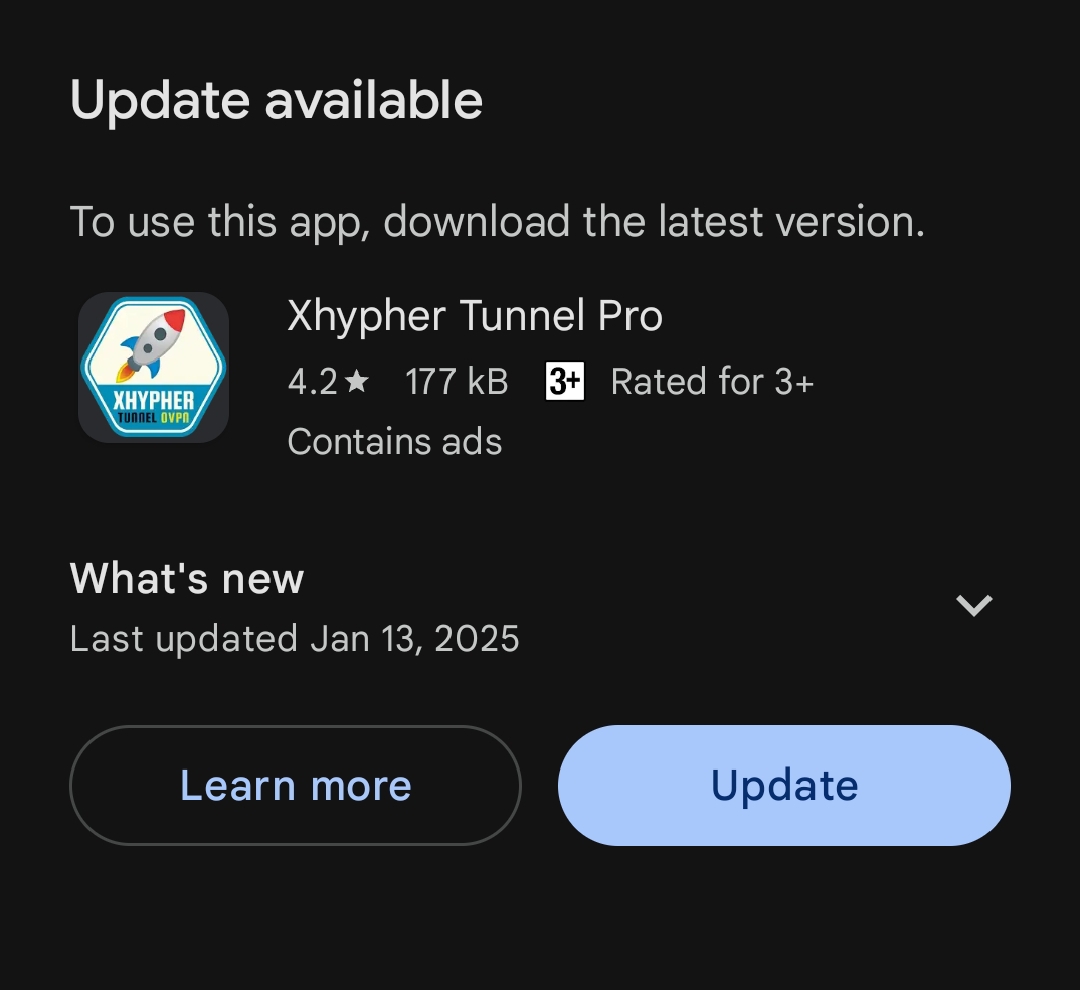 Update available
To use this app, download the latest version.
XHYPHER
TUNNEL OVPN
Xhypher Tunnel Pro
4.2★ 177 kB 3+ Rated for 3+
Contains ads
What's new
Last updated Jan 13, 2025
Learn more
Update